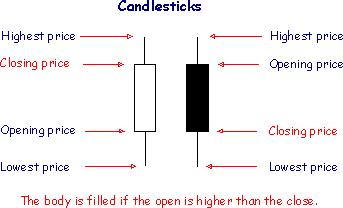 Candlesticks
Highest price
Highest price
Closing price
Opening price
Opening price
Closing price
Lowest price
Lowest price
The body is filled if the open is higher than the close.